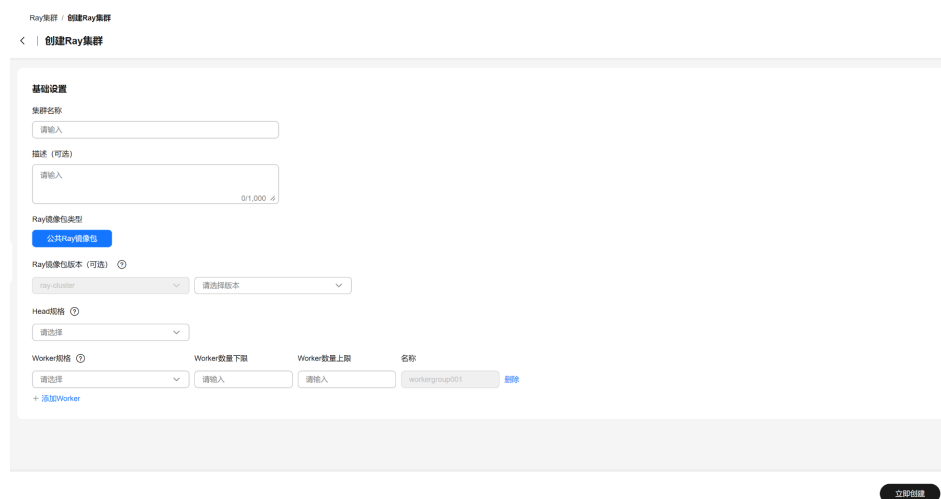 Ray集群 / 创建Ray集群
创建Ray集群
基础设置
集群名称
请输入
描述（可选）
请输入
0/1,000
Ray镜像包类型
公共Ray镜像包
Ray镜像包版本（可选）
ray-cluster 请选择版本
Head规格
请选择
Worker规格 Worker数量下限 Worker数量上限 名称
请选择 请输入 请输入 workergroup001 删除
+ 添加Worker
立即创建